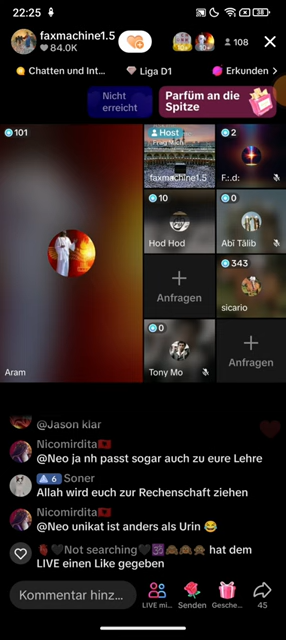 22:25
38
faxmachine1.5
84.0K
10+
108
Chatten und Int...
Liga D1
Erkunden
Nicht
erreicht
Parfüm an die
Spitze
101
Host
faxmachine1.5
2
F.:.d:
10
Hod Hod
0
Abī Tālib
Anfragen
343
sicario
0
Tony Mo
Anfragen
Aram
@Jason klar
Nicomirdita
@Neo ja nh passt sogar auch zu eure Lehre
6 Soner
Allah wird euch zur Rechenschaft ziehen
Nicomirdita
@Neo unikat ist anders als Urin 😂
Not searching hat dem
LIVE einen Like gegeben
Kommentar hinz...
LIVE mi...
Senden
Gesche...
45